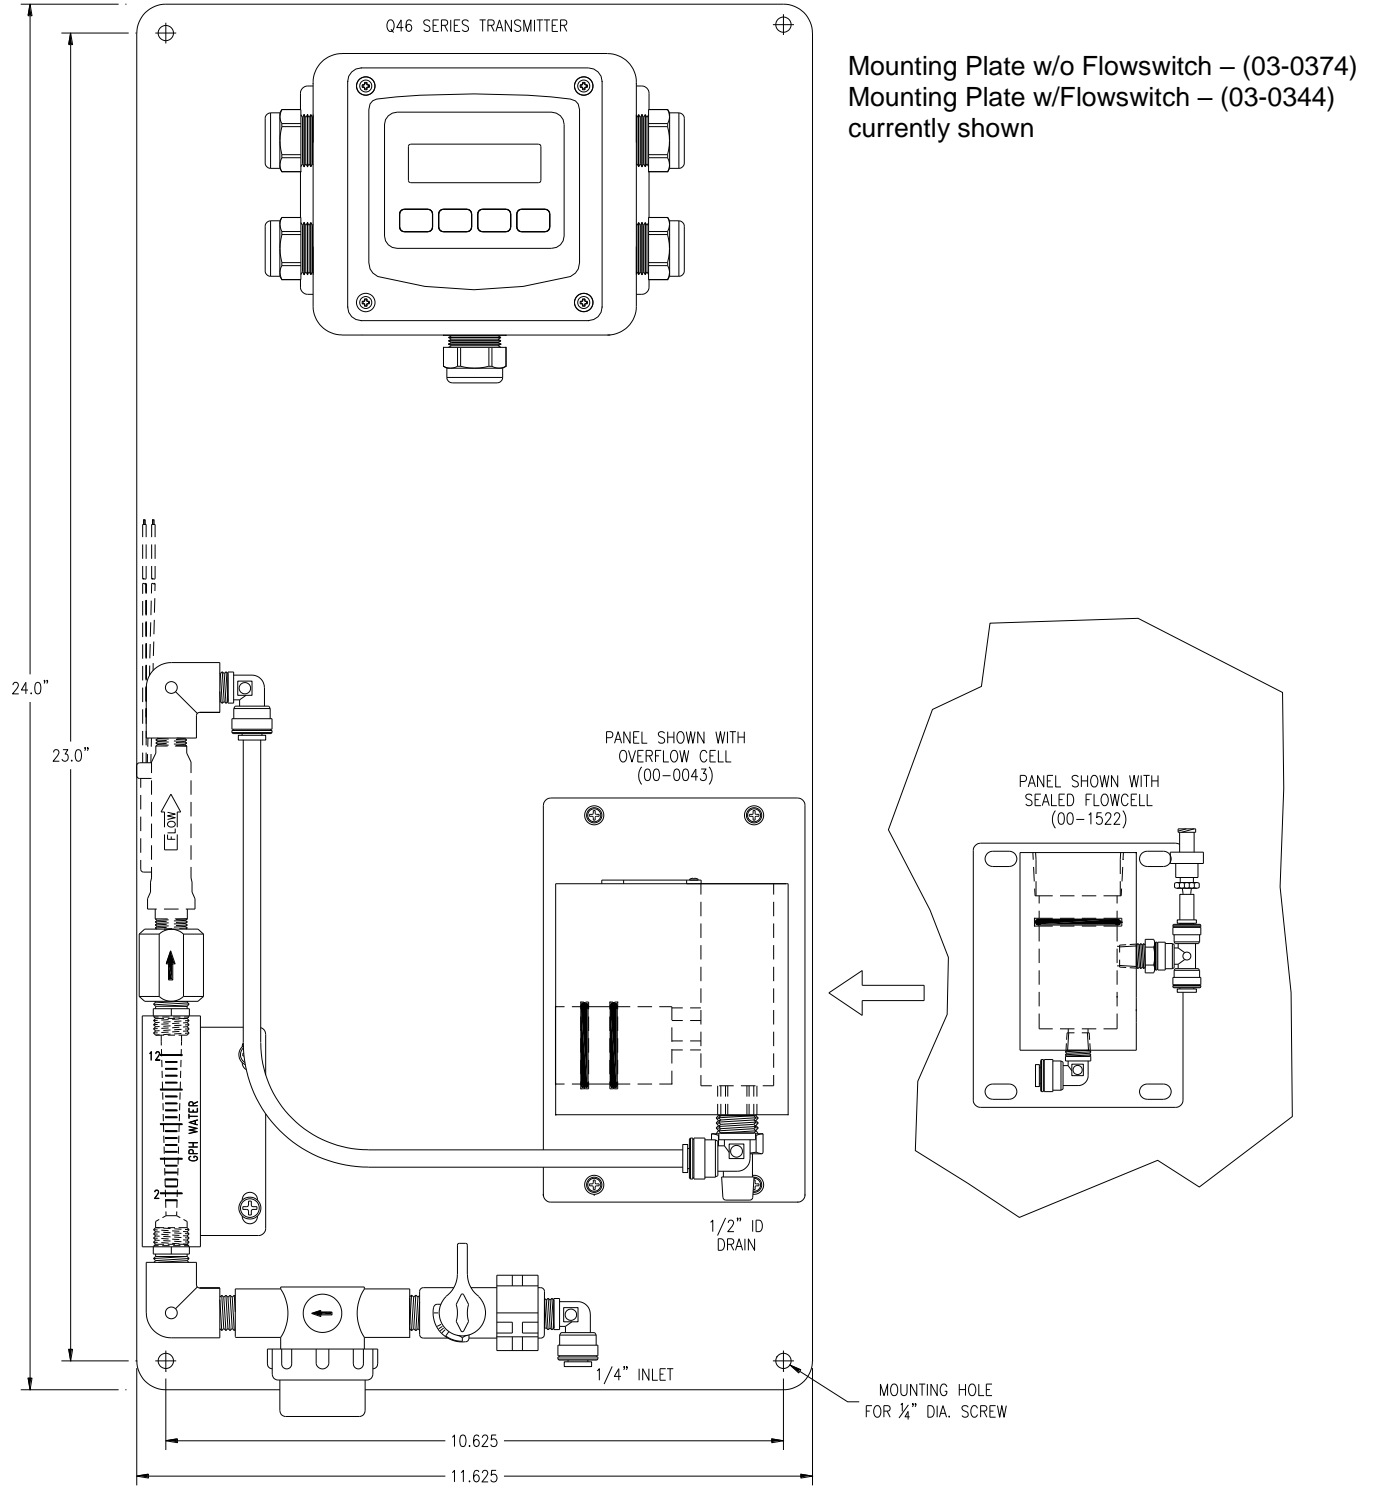 Q46 SERIES TRANSMITTER
Mounting Plate w/o Flowswitch – (03-0374)
Mounting Plate w/Flowswitch – (03-0344)
currently shown
24.0"
23.0"
PANEL SHOWN WITH
OVERFLOW CELL
(00-0043)
PANEL SHOWN WITH
SEALED FLOWCELL
(00-1522)
FLOW
12
GPH WATER
2
1/2" ID
DRAIN
1/4" INLET
MOUNTING HOLE
FOR ¼" DIA. SCREW
10.625
11.625